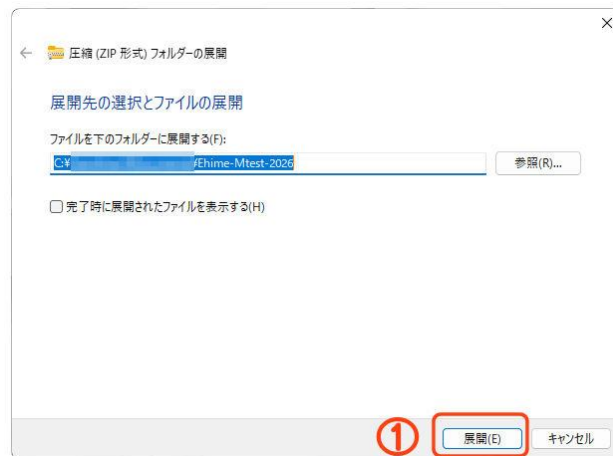 圧縮 (ZIP 形式) フォルダーの展開
展開先の選択とファイルの展開
ファイルを下のフォルダーに展開する(F):
C:¥ ¥Ehime-Mtest-2026
参照(R)...
完了時に展開されたファイルを表示する(H)
① 展開(E) キャンセル